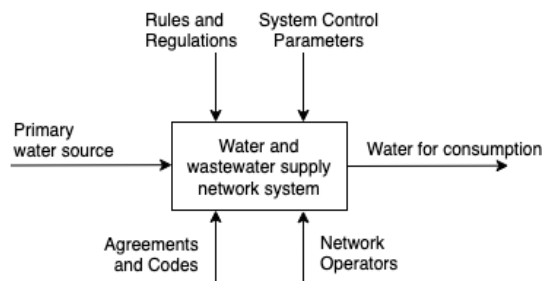 Rules and
Regulations
System Control
Parameters
Primary
water source
Water and
wastewater supply
network system
Water for consumption
Agreements
and Codes
Network
Operators